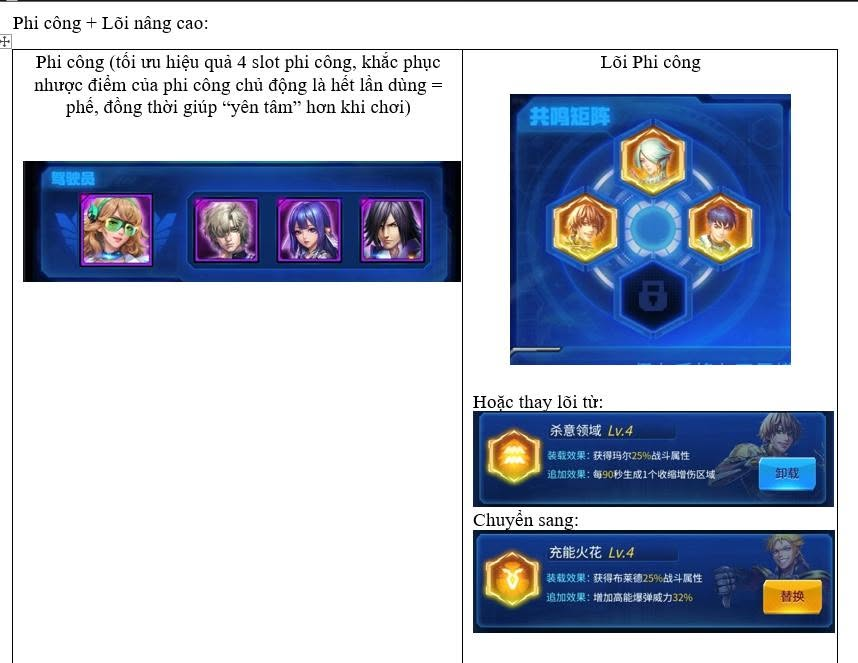 Phi công + Lõi nâng cao:
Phi công (tối ưu hiệu quả 4 slot phi công, khắc phục
nhược điểm của phi công chủ động là hết lần dùng =
phế, đồng thời giúp “yên tâm” hơn khi chơi)
驾驶员
Lõi Phi công
共鸣矩阵
Hoặc thay lõi từ:
杀意领域 Lv.4
装载效果：获得玛尔25%战斗属性
追加效果：每90秒生成1个收缩增伤区域
卸载
Chuyển sang:
充能火花 Lv.4
装载效果：获得布莱德25%战斗属性
追加效果：增加高能爆弹威力32%
替换